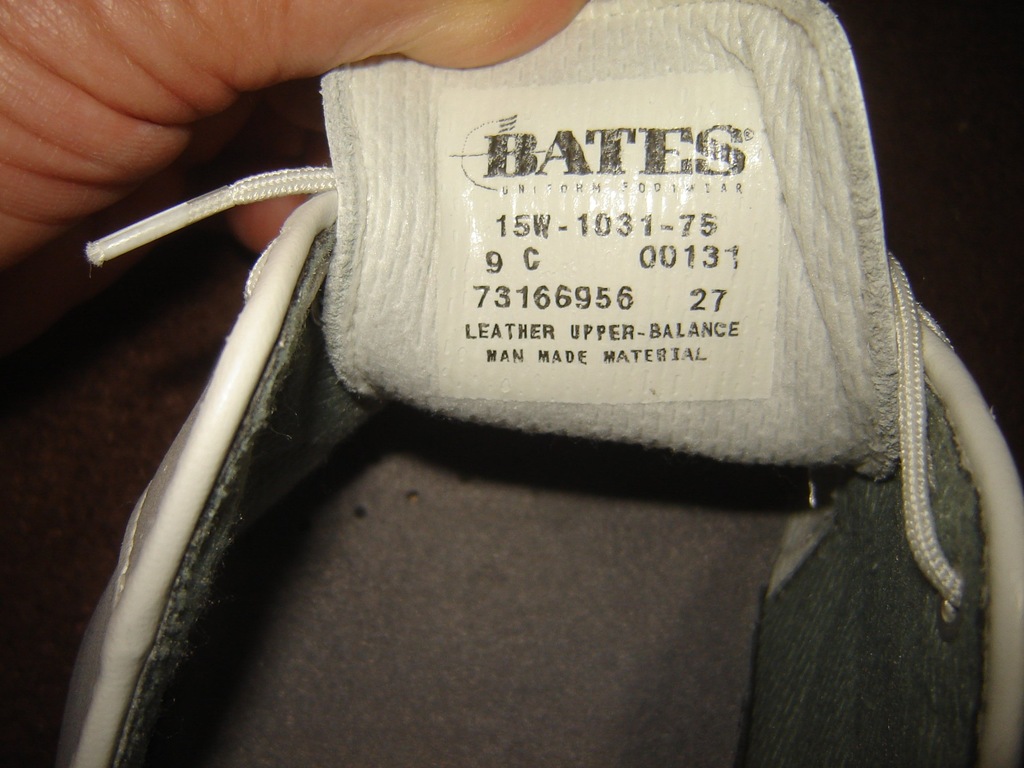 BATES®
UNIFORM FOOTWEAR
15W-1031-75
9 C 00131
73166956 27
LEATHER UPPER-BALANCE
MAN MADE MATERIAL